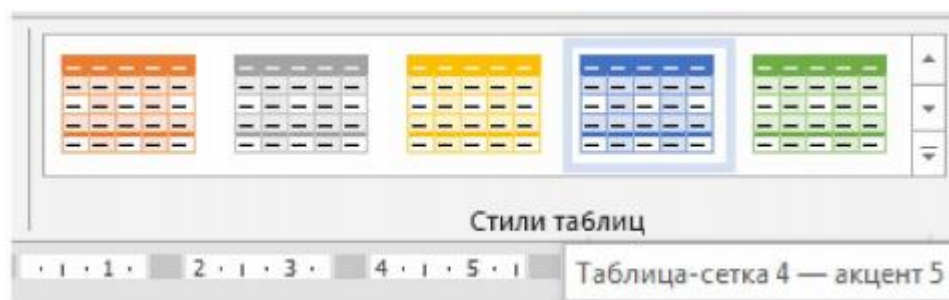 Стили таблиц
· ı · 1 · 2 · ı · 3 · 4 · ı · 5 · ı
Таблица-сетка 4 — акцент 5